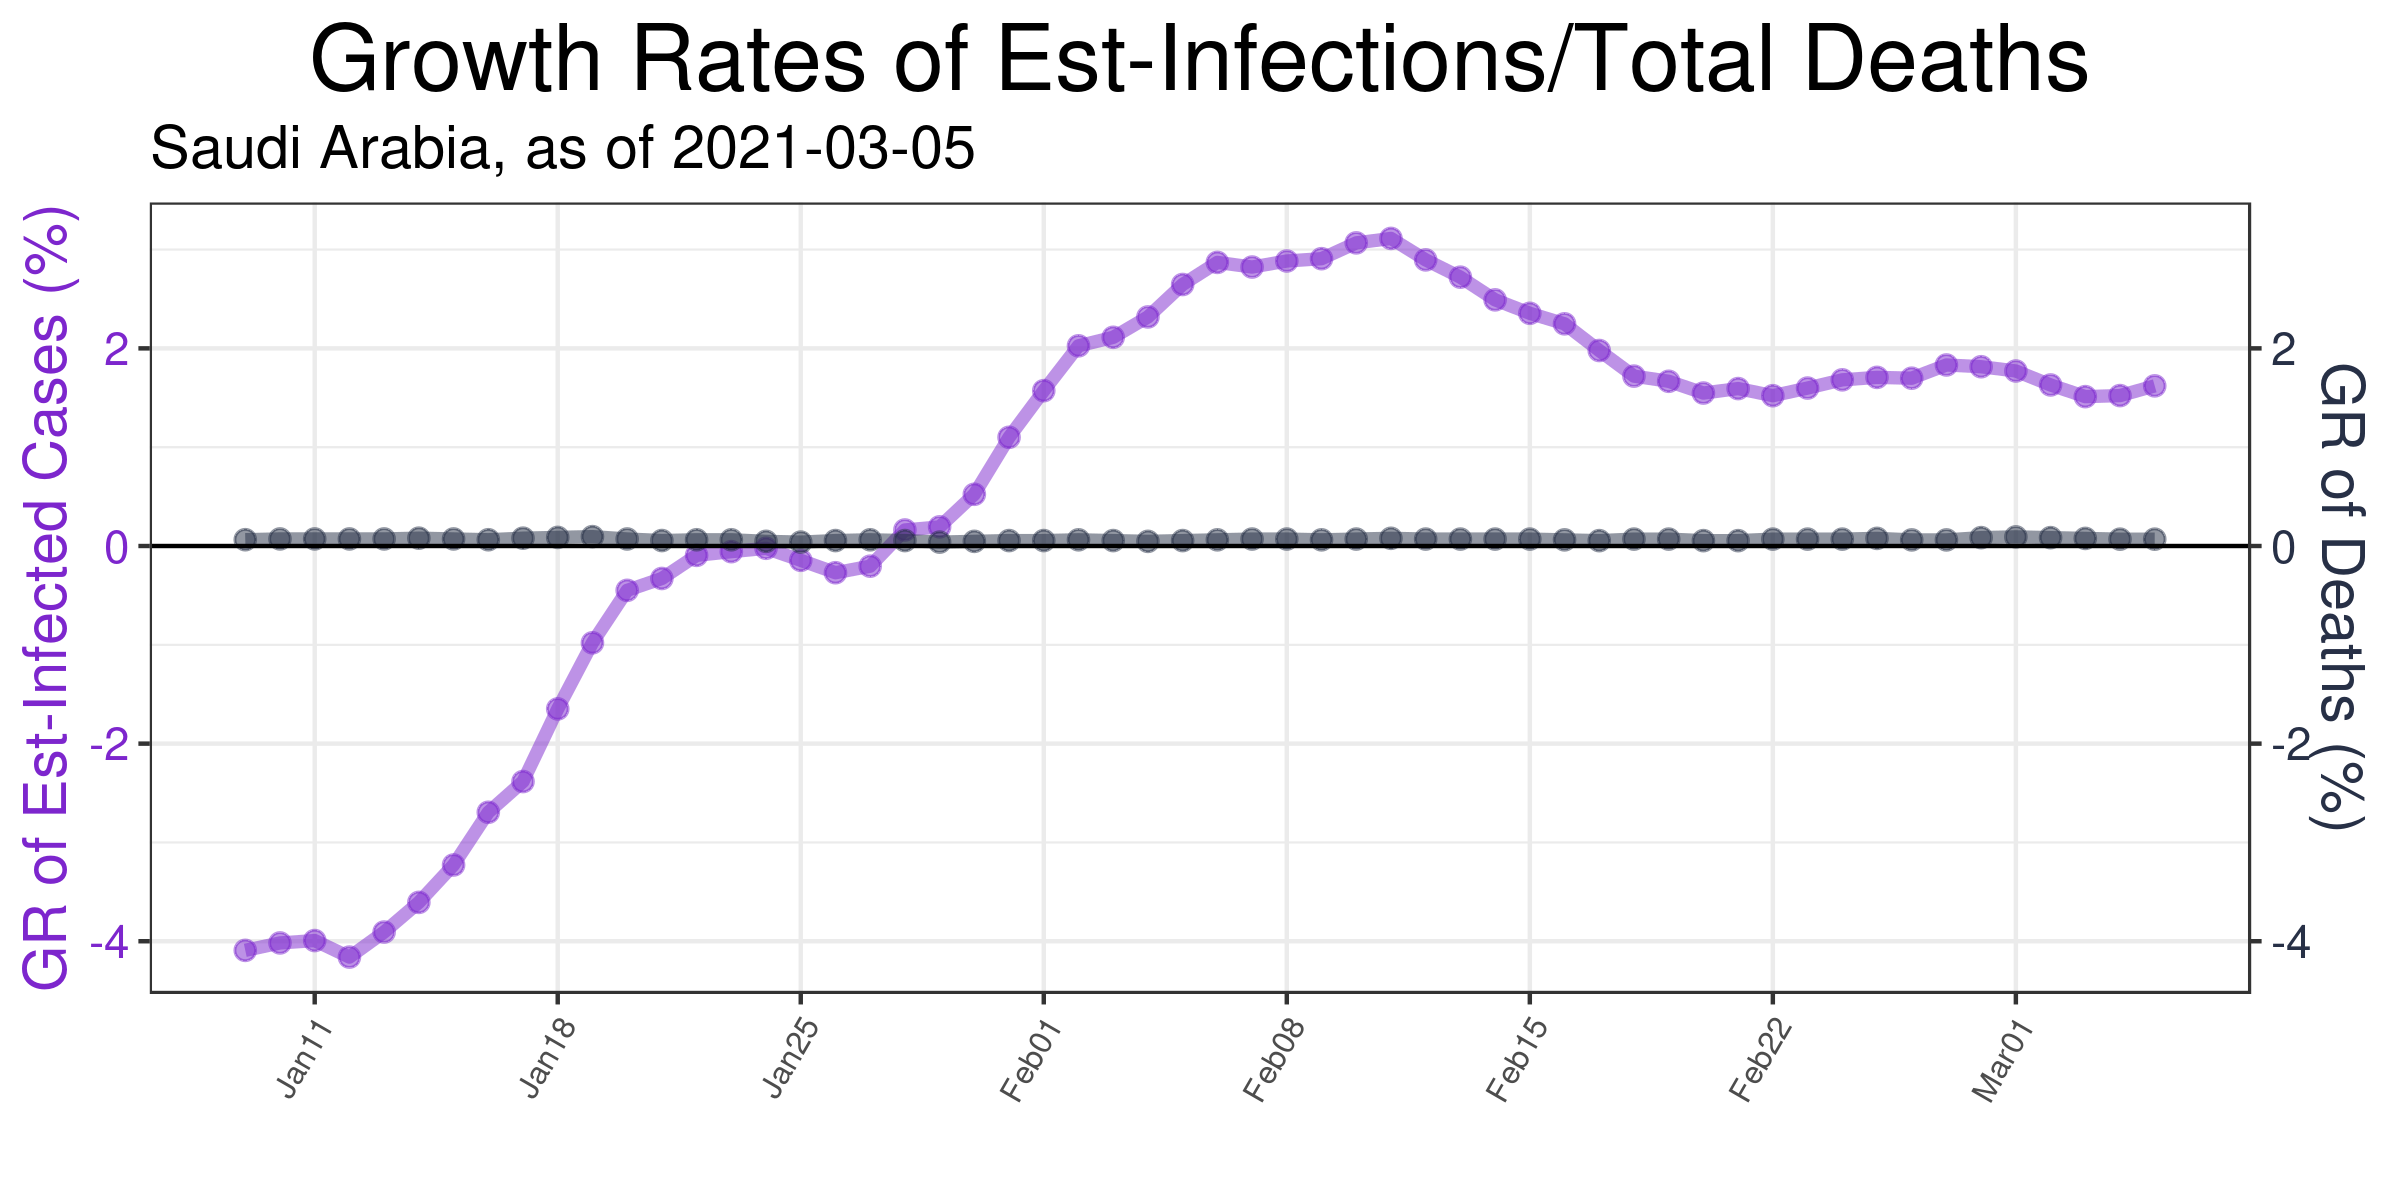 Growth Rates of Est-Infections/Total Deaths
Saudi Arabia, as of 2021-03-05
GR of Est-Infected Cases (%)
2
0
-2
-4
2
0
-2
-4
GR of Deaths (%)
Jan11
Jan18
Jan25
Feb01
Feb08
Feb15
Feb22
Mar01